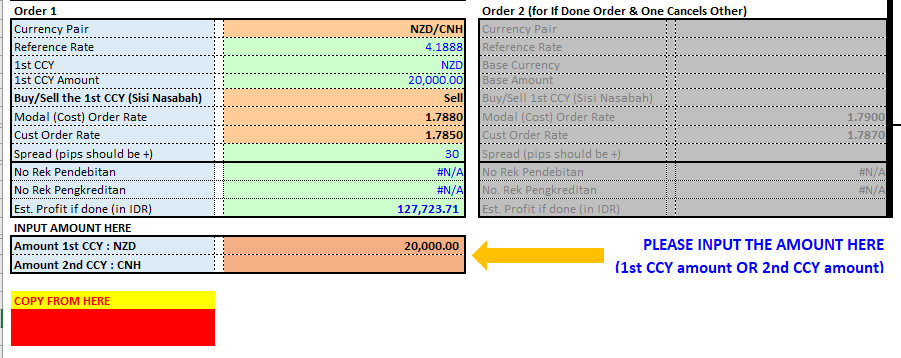 Order 1
Currency Pair : NZD/CNH
Reference Rate : 4.1888
1st CCY : NZD
1st CCY Amount : 20,000.00
Buy/Sell the 1st CCY (Sisi Nasabah) : Sell
Modal (Cost) Order Rate : 1.7880
Cust Order Rate : 1.7850
Spread (pips should be +) : 30
No Rek Pendebitan : #N/A
No Rek Pengkreditan : #N/A
Est. Profit if done (in IDR) : 127,723.71
INPUT AMOUNT HERE
Amount 1st CCY : NZD : 20,000.00
Amount 2nd CCY : CNH :
COPY FROM HERE
Order 2 (for If Done Order & One Cancels Other)
Currency Pair :
Reference Rate :
Base Currency :
Base Amount :
Buy/Sell 1st CCY (Sisi Nasabah) :
Modal (Cost) Order Rate : 1.7900
Cust Order Rate : 1.7870
Spread (pips should be +) :
No Rek Pendebitan : #N/A
No. Rek Pengkreditan : #N/A
Est. Profit if done (in IDR) :
PLEASE INPUT THE AMOUNT HERE
(1st CCY amount OR 2nd CCY amount)